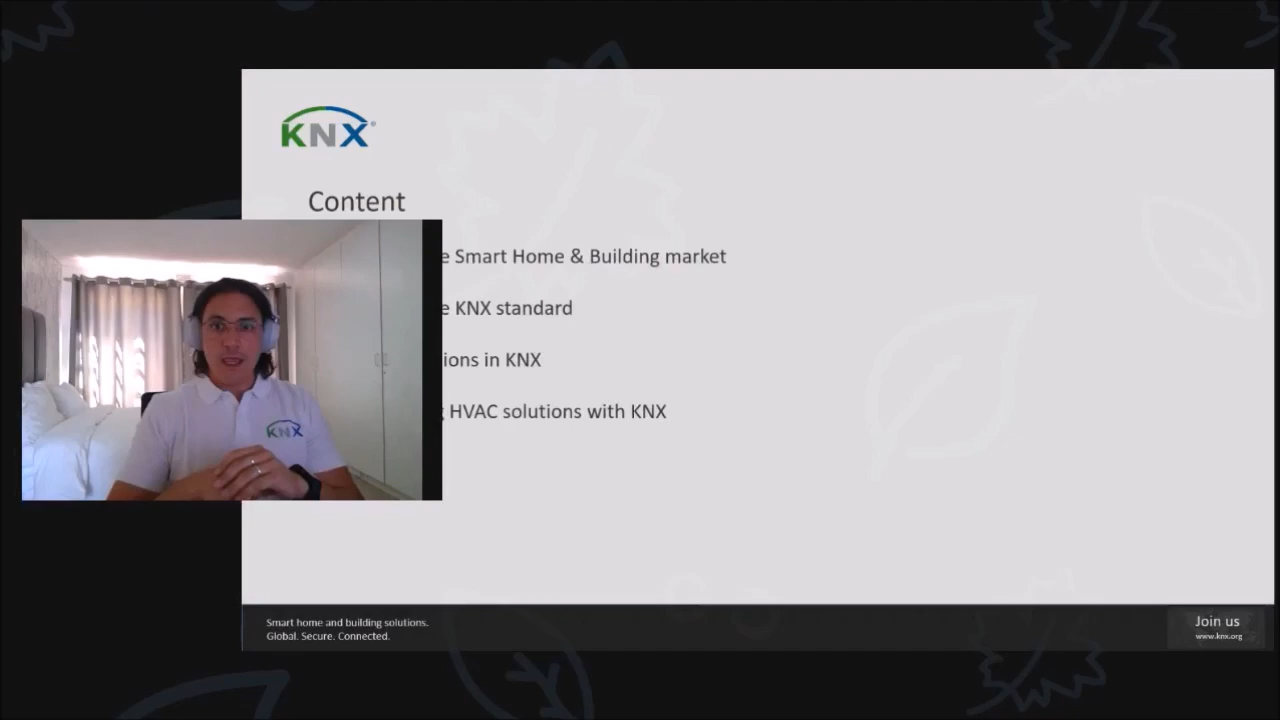 KNX
Content
e Smart Home & Building market
e KNX standard
ions in KNX
HVAC solutions with KNX
KNX
Smart home and building solutions.
Global. Secure. Connected.
Join us
www.knx.org